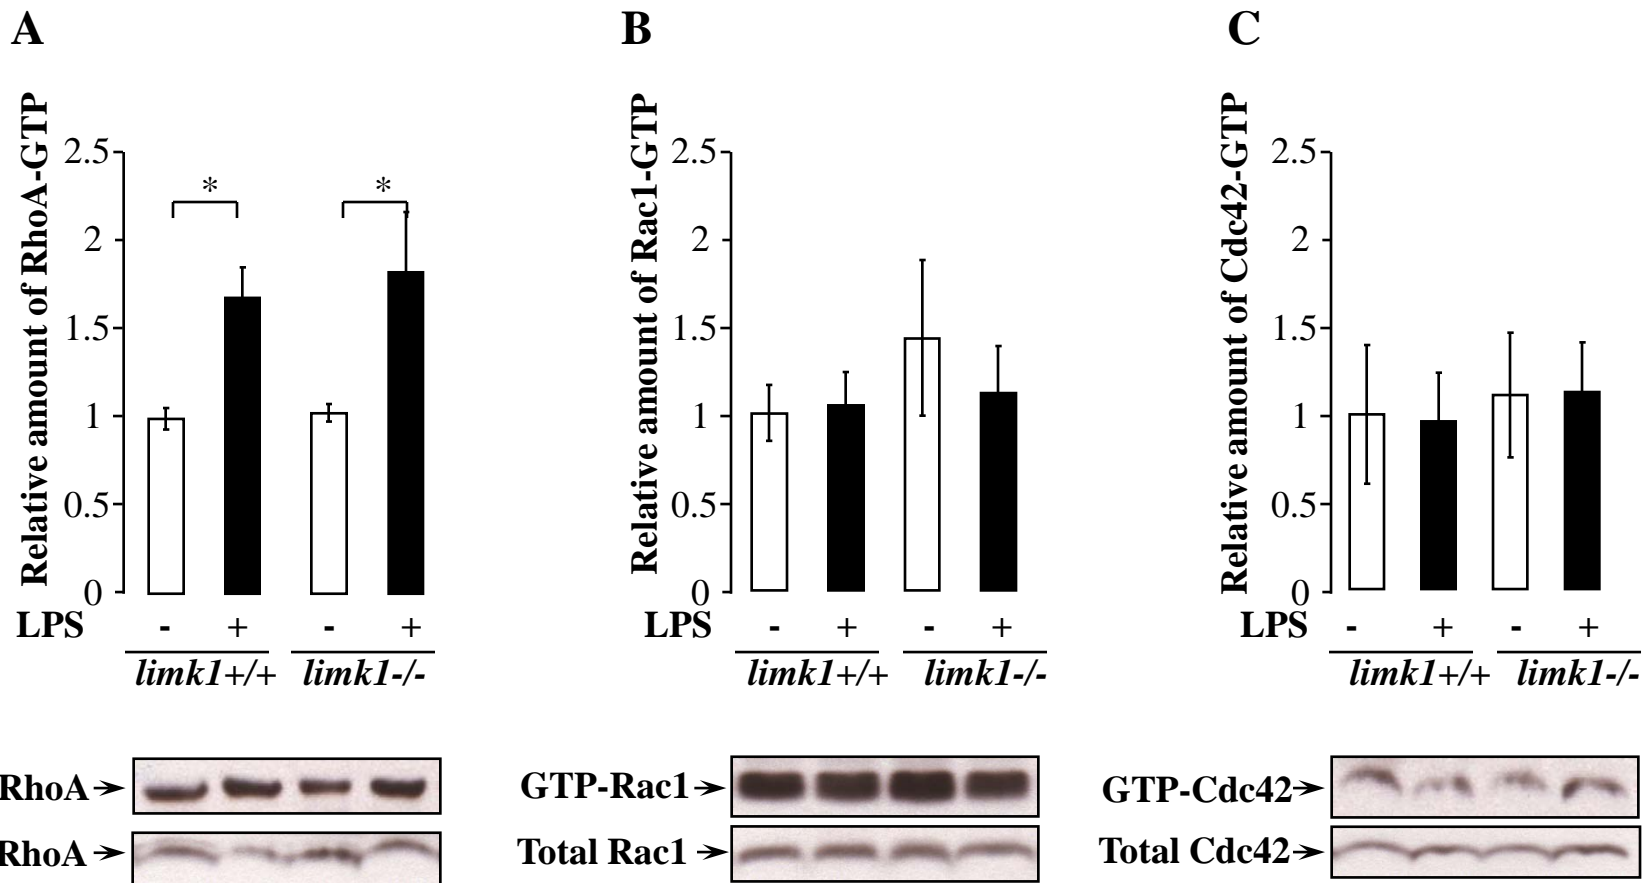 A
Relative amount of RhoA-GTP
2.5
2
1.5
1
0.5
0
* *
LPS - + - +
limk1+/+ limk1-/-
RhoA
RhoA
B
Relative amount of Rac1-GTP
2.5
2
1.5
1
0.5
0
LPS - + - +
limk1+/+ limk1-/-
GTP-Rac1
Total Rac1
C
Relative amount of Cdc42-GTP
2.5
2
1.5
1
0.5
0
LPS - + - +
limk1+/+ limk1-/-
GTP-Cdc42
Total Cdc42